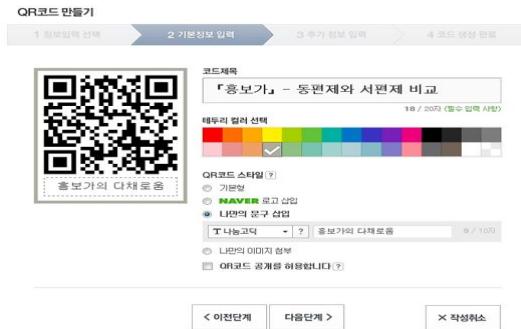 QR코드 만들기
1 정보입력 선택
2 기본정보 입력
3 추가 정보 입력
4 코드 생성 완료
흥보가의 다채로움
코드제목
「흥보가」 - 동편제와 서편제 비교
18 / 20자 (필수 입력 사항)
테두리 컬러 선택
QR코드 스타일 ?
기본형
NAVER 로고 삽입
나만의 문구 삽입
T 나눔고딕 ? 흥보가의 다채로움 9 / 10자
나만의 이미지 첨부
QR코드 공개를 허용합니다 ?
< 이전단계
다음단계 >
× 작성취소